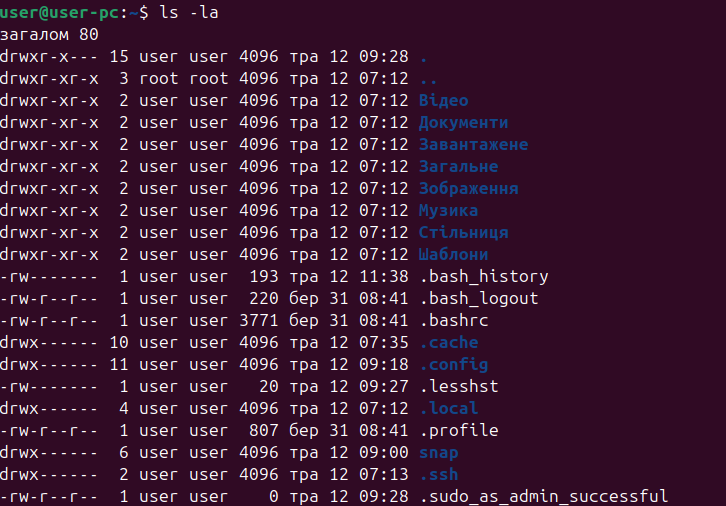 user@user-pc:~$ ls -la
загалом 80
drwxr-x--- 15 user user 4096 тра 12 09:28 .
drwxr-xr-x  3 root root 4096 тра 12 07:12 ..
drwxr-xr-x  2 user user 4096 тра 12 07:12 Відео
drwxr-xr-x  2 user user 4096 тра 12 07:12 Документи
drwxr-xr-x  2 user user 4096 тра 12 07:12 Завантажене
drwxr-xr-x  2 user user 4096 тра 12 07:12 Загальне
drwxr-xr-x  2 user user 4096 тра 12 07:12 Зображення
drwxr-xr-x  2 user user 4096 тра 12 07:12 Музика
drwxr-xr-x  2 user user 4096 тра 12 07:12 Стільниця
drwxr-xr-x  2 user user 4096 тра 12 07:12 Шаблони
-rw-------  1 user user  193 тра 12 11:38 .bash_history
-rw-r--r--  1 user user  220 бер 31 08:41 .bash_logout
-rw-r--r--  1 user user 3771 бер 31 08:41 .bashrc
drwx------ 10 user user 4096 тра 12 07:35 .cache
drwx------ 11 user user 4096 тра 12 09:18 .config
-rw-------  1 user user   20 тра 12 09:27 .lesshst
drwx------  4 user user 4096 тра 12 07:12 .local
-rw-r--r--  1 user user  807 бер 31 08:41 .profile
drwx------  6 user user 4096 тра 12 09:00 snap
drwx------  2 user user 4096 тра 12 07:13 .ssh
-rw-r--r--  1 user user    0 тра 12 09:28 .sudo_as_admin_successful